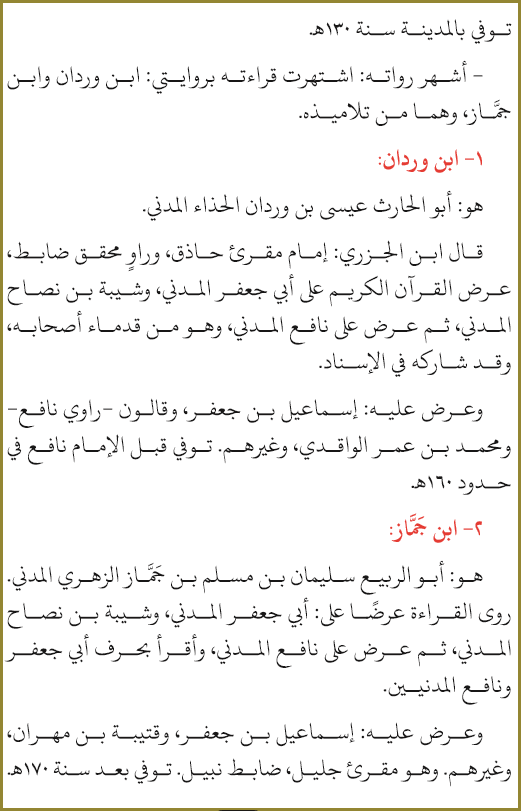 توفي بالمدينة سنة ١٣٠هـ.
- أشهر رواته: اشتهرت قراءته بروايتي: ابن وردان وابن
جمَّاز، وهما من تلاميذه.
١- ابن وردان:
هو: أبو الحارث عيسى بن وردان الحذاء المدني.
قال ابن الجزري: إمام مقرئ حاذق، وراوٍ محقق ضابط،
عرض القرآن الكريم على أبي جعفر المدني، وشيبة بن نصاح
المدني، ثم عرض على نافع المدني، وهو من قدماء أصحابه،
وقد شاركه في الإسناد.
وعرض عليه: إسماعيل بن جعفر، وقالون -راوي نافع-
ومحمد بن عمر الواقدي، وغيرهم. توفي قبل الإمام نافع في
حدود ١٦٠هـ.
٢- ابن جَمَّاز:
هو: أبو الربيع سليمان بن مسلم بن جَمَّاز الزهري المدني.
روى القراءة عرضًا على: أبي جعفر المدني، وشيبة بن نصاح
المدني، ثم عرض على نافع المدني، وأقرأ بحرف أبي جعفر
ونافع المدنيين.
وعرض عليه: إسماعيل بن جعفر، وقتيبة بن مهران،
وغيرهم. وهو مقرئ جليل، ضابط نبيل. توفي بعد سنة ١٧٠هـ.